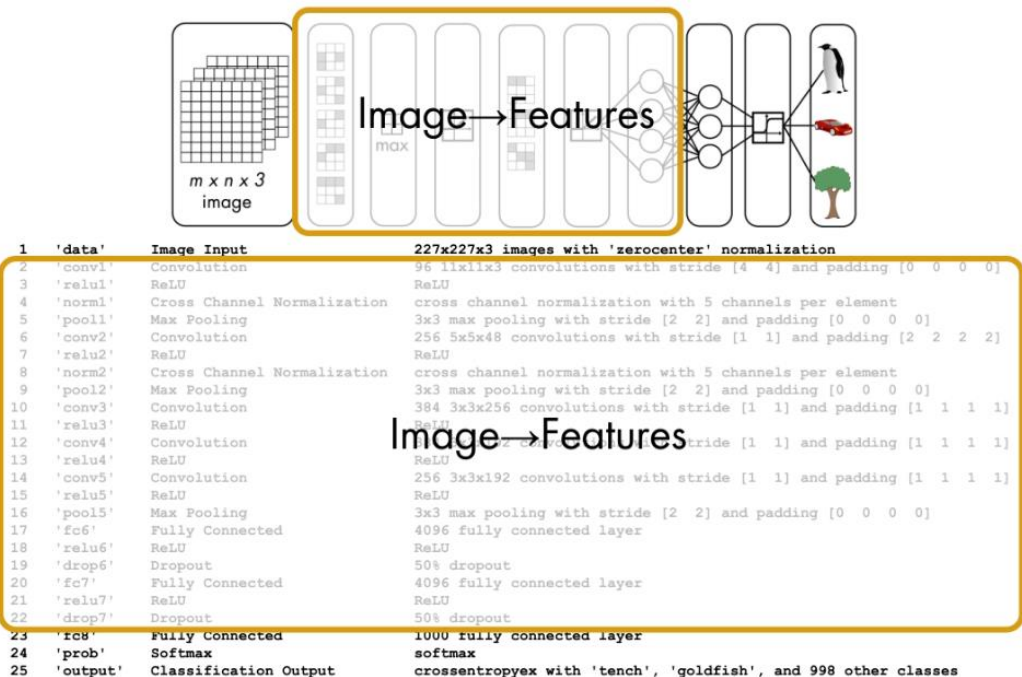 Image→Features
max
m x n x 3
image
1 'data' Image Input 227x227x3 images with 'zerocenter' normalization
2 'conv1' Convolution 96 11x11x3 convolutions with stride [4 4] and padding [0 0 0 0]
3 'relu1' ReLU ReLU
4 'norm1' Cross Channel Normalization cross channel normalization with 5 channels per element
5 'pool1' Max Pooling 3x3 max pooling with stride [2 2] and padding [0 0 0 0]
6 'conv2' Convolution 256 5x5x48 convolutions with stride [1 1] and padding [2 2 2 2]
7 'relu2' ReLU ReLU
8 'norm2' Cross Channel Normalization cross channel normalization with 5 channels per element
9 'pool2' Max Pooling 3x3 max pooling with stride [2 2] and padding [0 0 0 0]
10 'conv3' Convolution 384 3x3x256 convolutions with stride [1 1] and padding [1 1 1 1]
11 'relu3' ReLU ReLU
Image→Features
12 'conv4' Convolution stride [1 1] and padding [1 1 1 1]
13 'relu4' ReLU ReLU
14 'conv5' Convolution 256 3x3x192 convolutions with stride [1 1] and padding [1 1 1 1]
15 'relu5' ReLU ReLU
16 'pool5' Max Pooling 3x3 max pooling with stride [2 2] and padding [0 0 0 0]
17 'fc6' Fully Connected 4096 fully connected layer
18 'relu6' ReLU ReLU
19 'drop6' Dropout 50% dropout
20 'fc7' Fully Connected 4096 fully connected layer
21 'relu7' ReLU ReLU
22 'drop7' Dropout 50% dropout
23 'fc8' Fully Connected 1000 fully connected layer
24 'prob' Softmax softmax
25 'output' Classification Output crossentropyex with 'tench', 'goldfish', and 998 other classes